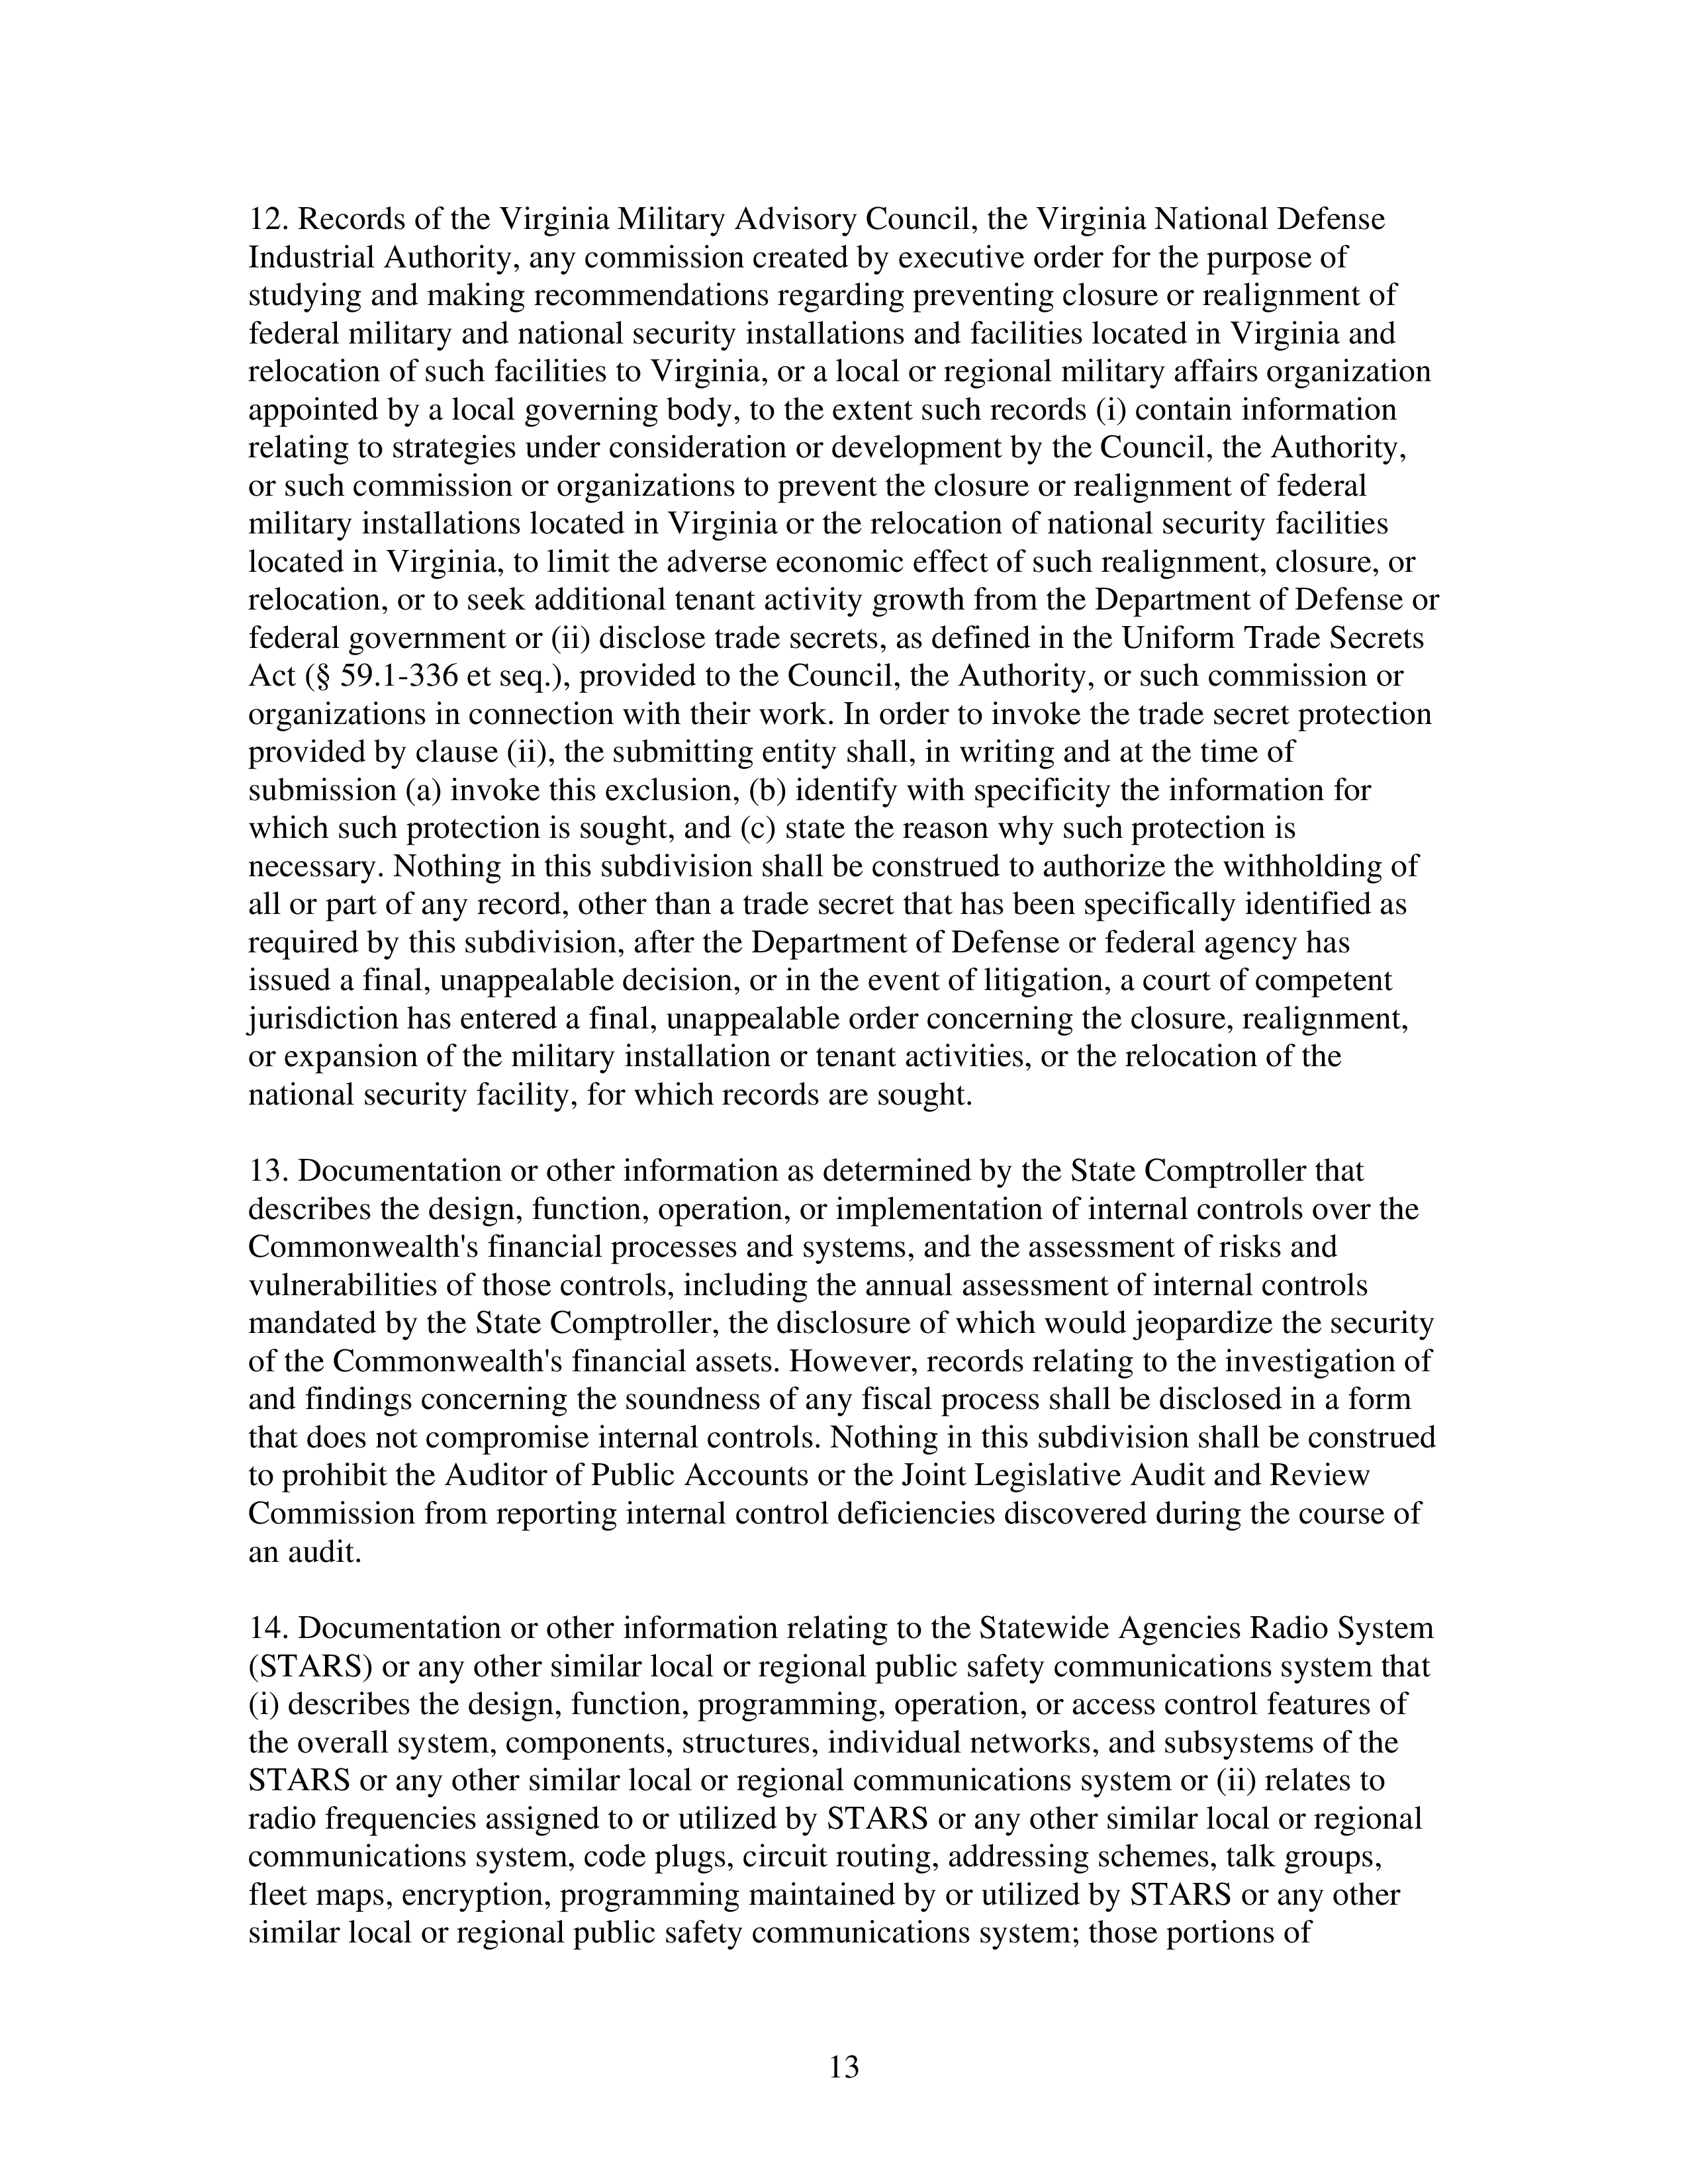 12. Records of the Virginia Military Advisory Council, the Virginia National Defense
Industrial Authority, any commission created by executive order for the purpose of
studying and making recommendations regarding preventing closure or realignment of
federal military and national security installations and facilities located in Virginia and
relocation of such facilities to Virginia, or a local or regional military affairs organization
appointed by a local governing body, to the extent such records (i) contain information
relating to strategies under consideration or development by the Council, the Authority,
or such commission or organizations to prevent the closure or realignment of federal
military installations located in Virginia or the relocation of national security facilities
located in Virginia, to limit the adverse economic effect of such realignment, closure, or
relocation, or to seek additional tenant activity growth from the Department of Defense or
federal government or (ii) disclose trade secrets, as defined in the Uniform Trade Secrets
Act (§ 59.1-336 et seq.), provided to the Council, the Authority, or such commission or
organizations in connection with their work. In order to invoke the trade secret protection
provided by clause (ii), the submitting entity shall, in writing and at the time of
submission (a) invoke this exclusion, (b) identify with specificity the information for
which such protection is sought, and (c) state the reason why such protection is
necessary. Nothing in this subdivision shall be construed to authorize the withholding of
all or part of any record, other than a trade secret that has been specifically identified as
required by this subdivision, after the Department of Defense or federal agency has
issued a final, unappealable decision, or in the event of litigation, a court of competent
jurisdiction has entered a final, unappealable order concerning the closure, realignment,
or expansion of the military installation or tenant activities, or the relocation of the
national security facility, for which records are sought.
13. Documentation or other information as determined by the State Comptroller that
describes the design, function, operation, or implementation of internal controls over the
Commonwealth's financial processes and systems, and the assessment of risks and
vulnerabilities of those controls, including the annual assessment of internal controls
mandated by the State Comptroller, the disclosure of which would jeopardize the security
of the Commonwealth's financial assets. However, records relating to the investigation of
and findings concerning the soundness of any fiscal process shall be disclosed in a form
that does not compromise internal controls. Nothing in this subdivision shall be construed
to prohibit the Auditor of Public Accounts or the Joint Legislative Audit and Review
Commission from reporting internal control deficiencies discovered during the course of
an audit.
14. Documentation or other information relating to the Statewide Agencies Radio System
(STARS) or any other similar local or regional public safety communications system that
(i) describes the design, function, programming, operation, or access control features of
the overall system, components, structures, individual networks, and subsystems of the
STARS or any other similar local or regional communications system or (ii) relates to
radio frequencies assigned to or utilized by STARS or any other similar local or regional
communications system, code plugs, circuit routing, addressing schemes, talk groups,
fleet maps, encryption, programming maintained by or utilized by STARS or any other
similar local or regional public safety communications system; those portions of
13